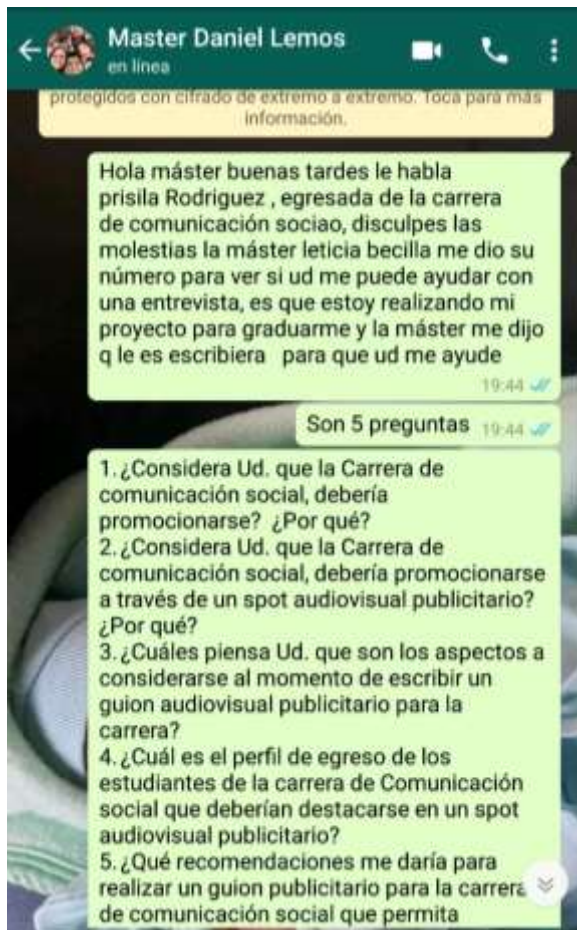 Master Daniel Lemos
en línea
protegidos con cifrado de extremo a extremo. Toca para más
información.
Hola máster buenas tardes le habla
prisila Rodriguez , egresada de la carrera
de comunicación sociao, disculpes las
molestias la máster leticia becilla me dio su
número para ver si ud me puede ayudar con
una entrevista, es que estoy realizando mi
proyecto para graduarme y la máster me dijo
q le es escribiera para que ud me ayude
19:44
Son 5 preguntas 19:44
1. ¿Considera Ud. que la Carrera de
comunicación social, debería
promocionarse? ¿Por qué?
2. ¿Considera Ud. que la Carrera de
comunicación social, debería promocionarse
a través de un spot audiovisual publicitario?
¿Por qué?
3. ¿Cuáles piensa Ud. que son los aspectos a
considerarse al momento de escribir un
guion audiovisual publicitario para la
carrera?
4. ¿Cuál es el perfil de egreso de los
estudiantes de la carrera de Comunicación
social que deberían destacarse en un spot
audiovisual publicitario?
5. ¿Qué recomendaciones me daría para
realizar un guion publicitario para la carrera
de comunicación social que permita